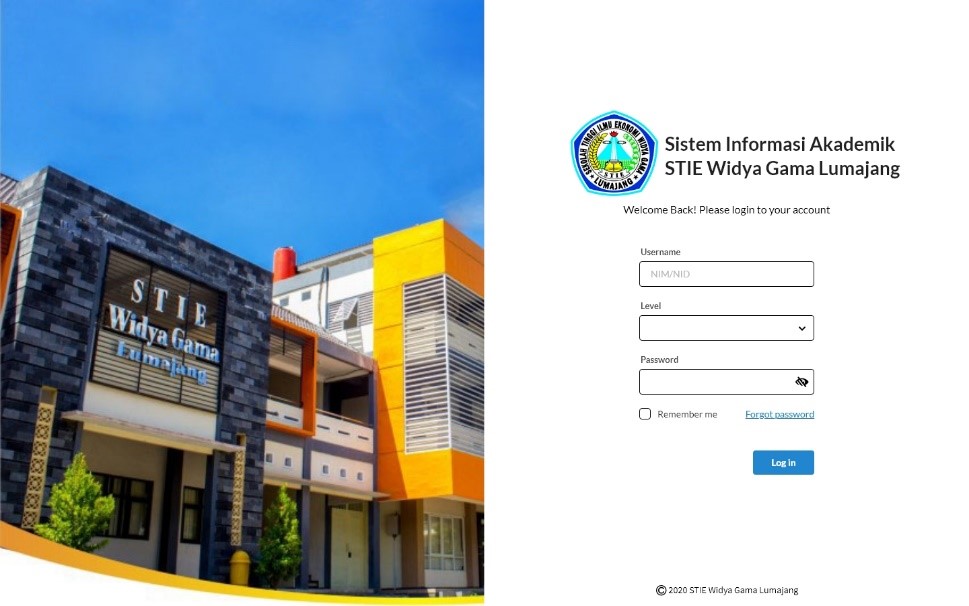 STIE
Widya Gama
Lumajang
SEKOLAH TINGGI ILMU EKONOMI WIDYA GAMA
STIE
LUMAJANG
Sistem Informasi Akademik
STIE Widya Gama Lumajang
Welcome Back! Please login to your account
Username
NIM/NID
Level
Password
Remember me Forgot password
Log in
© 2020 STIE Widya Gama Lumajang